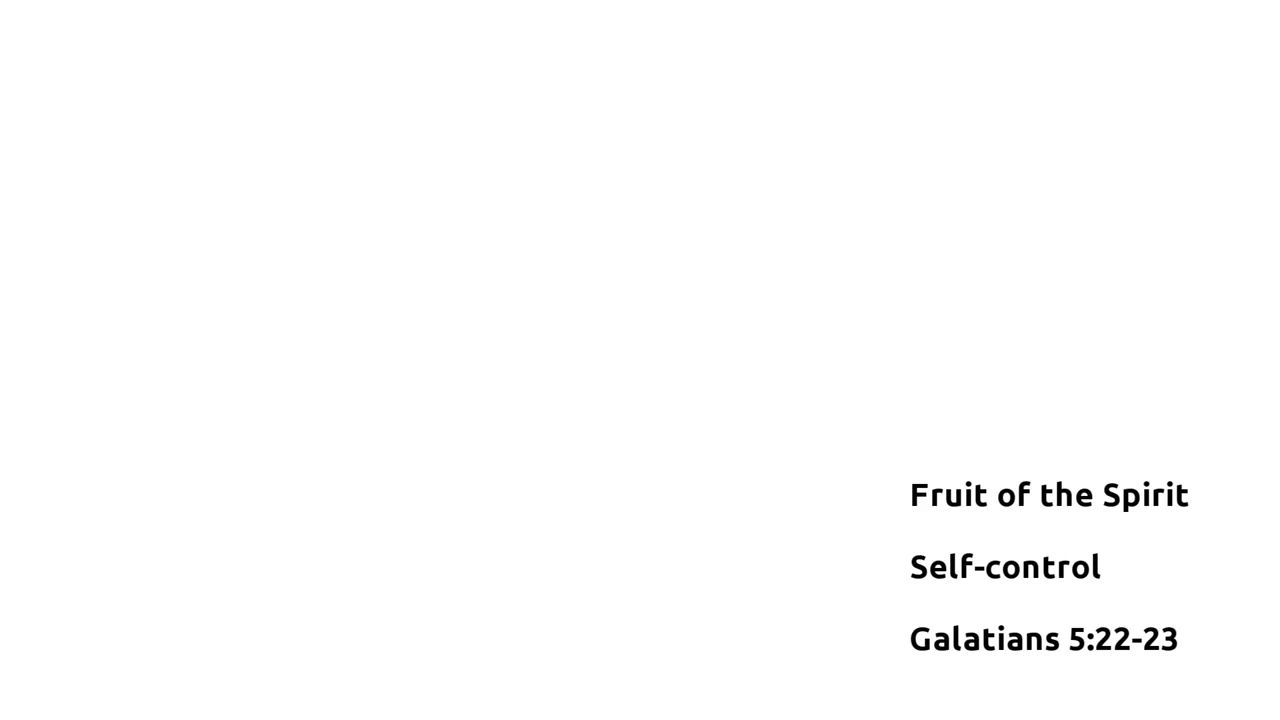 Fruit of the Spirit
Self-control
Galatians 5:22-23